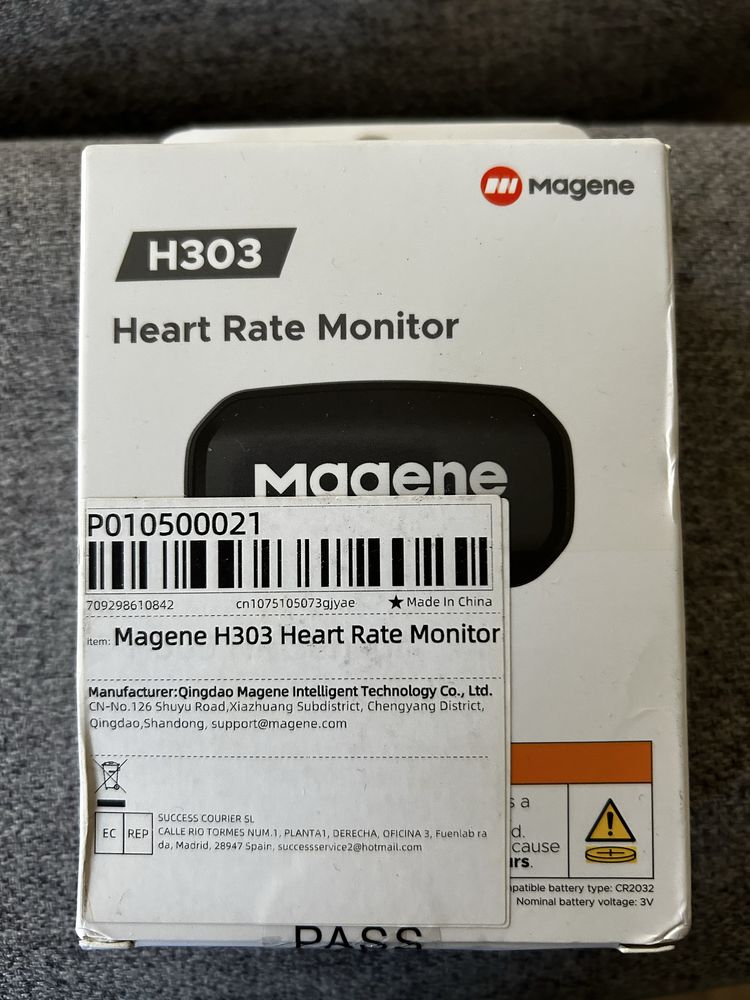 Magene
H303
Heart Rate Monitor
Magene
P010500021
709298610842 cn1075105073gjyae ★Made In China
item: Magene H303 Heart Rate Monitor
Manufacturer:Qingdao Magene Intelligent Technology Co., Ltd.
CN-No.126 Shuyu Road,Xiazhuang Subdistrict, Chengyang District,
Qingdao,Shandong, support@magene.com
EC REP
SUCCESS COURIER SL
CALLE RIO TORMES NUM.1, PLANTA1, DERECHA, OFICINA 3, Fuenlab ra
da, Madrid, 28947 Spain, successservice2@hotmail.com
s a
d.
cause
urs.
patible battery type: CR2032
Nominal battery voltage: 3V
PASS